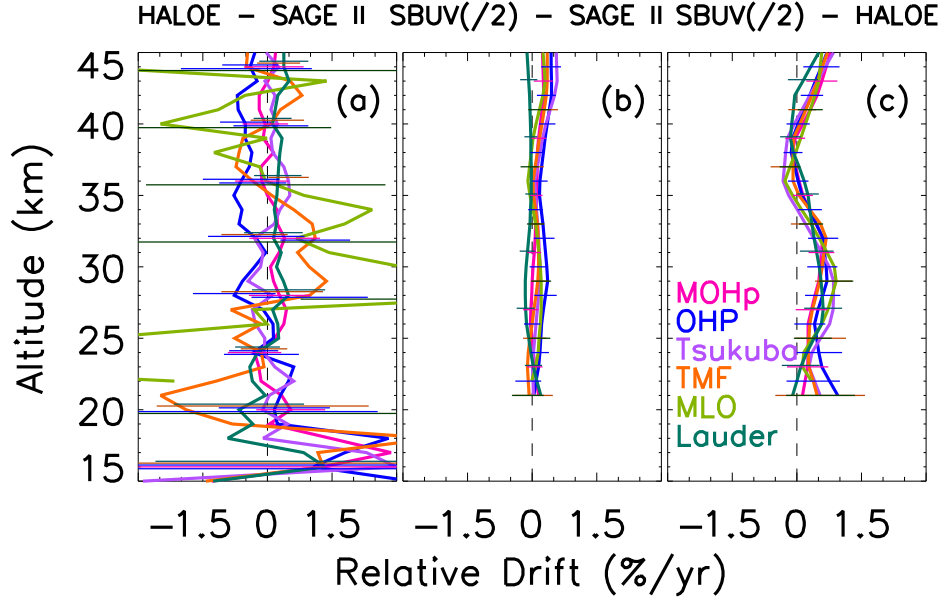 HALOE − SAGE II SBUV(/2) − SAGE II SBUV(/2) − HALOE
(a) (b) (c)
45
40
35
30
25
20
15
Altitude (km)
MOHp
OHP
Tsukuba
TMF
MLO
Lauder
−1.5 0 1.5 −1.5 0 1.5 −1.5 0 1.5
Relative Drift (%/yr)